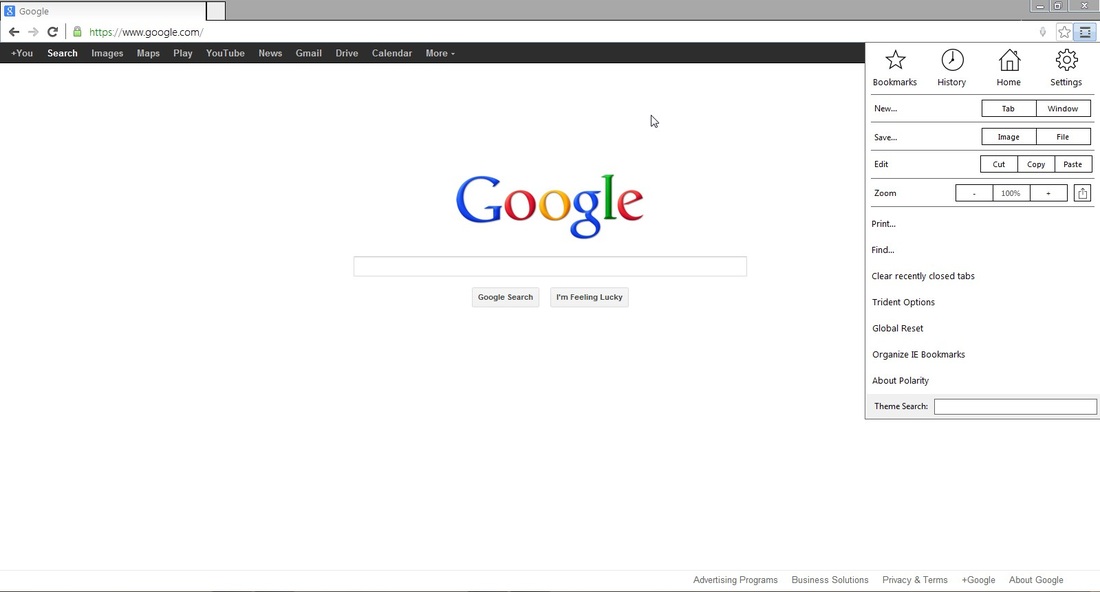 Google
https://www.google.com/
+You Search Images Maps Play YouTube News Gmail Drive Calendar More
Bookmarks History Home Settings
New... Tab Window
Save... Image File
Edit Cut Copy Paste
Zoom - 100% +
Print...
Find...
Clear recently closed tabs
Trident Options
Global Reset
Organize IE Bookmarks
About Polarity
Theme Search:
Google
Google Search I'm Feeling Lucky
Advertising Programs Business Solutions Privacy & Terms +Google About Google